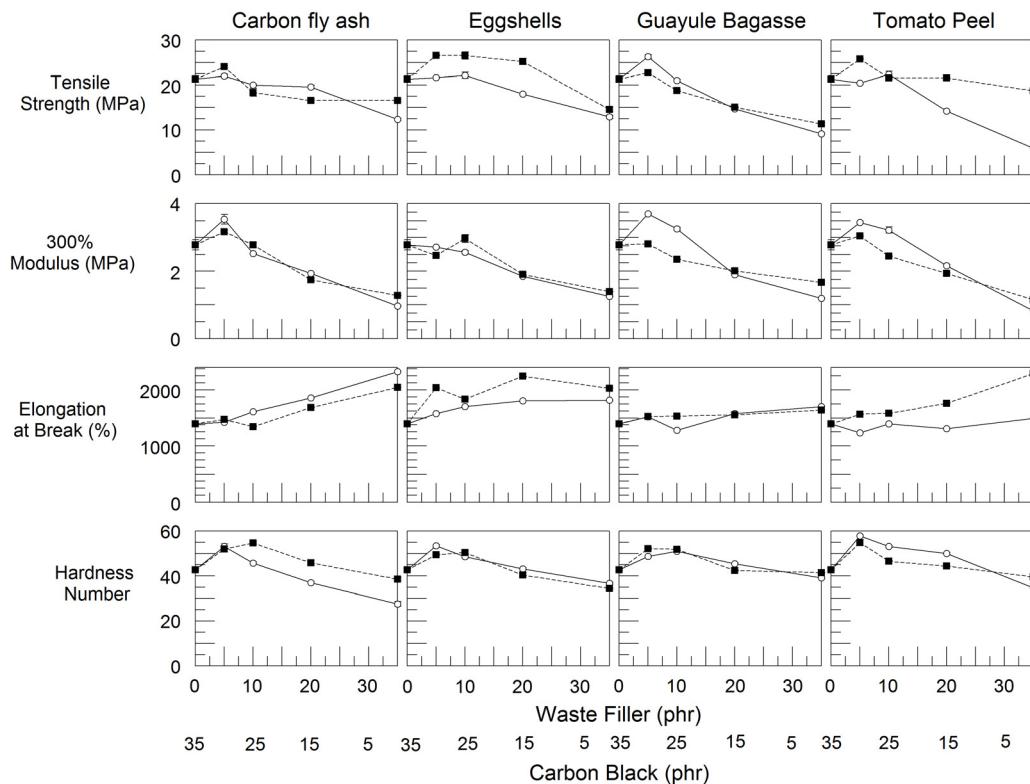 Carbon fly ash Eggshells Guayule Bagasse Tomato Peel
30
Tensile
Strength (MPa)
20
10
0
4
300%
Modulus (MPa)
2
0
2000
Elongation
at Break (%)
1000
0
60
Hardness
Number
40
20
0
0 10 20 30 0 10 20 30 0 10 20 30 0 10 20 30
Waste Filler (phr)
35 25 15 5 35 25 15 5 35 25 15 5 35 25 15 5
Carbon Black (phr)